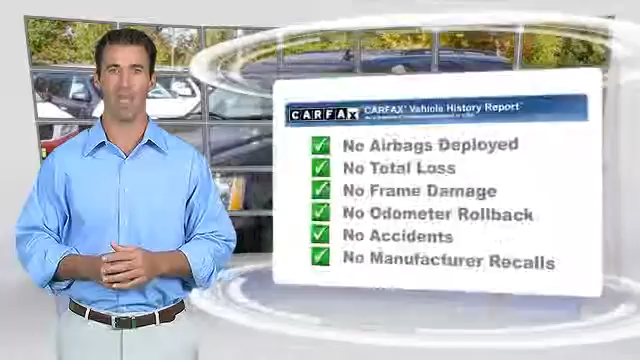 CARFAX CARFAX Vehicle History Report™
No Airbags Deployed
No Total Loss
No Frame Damage
No Odometer Rollback
No Accidents
No Manufacturer Recalls